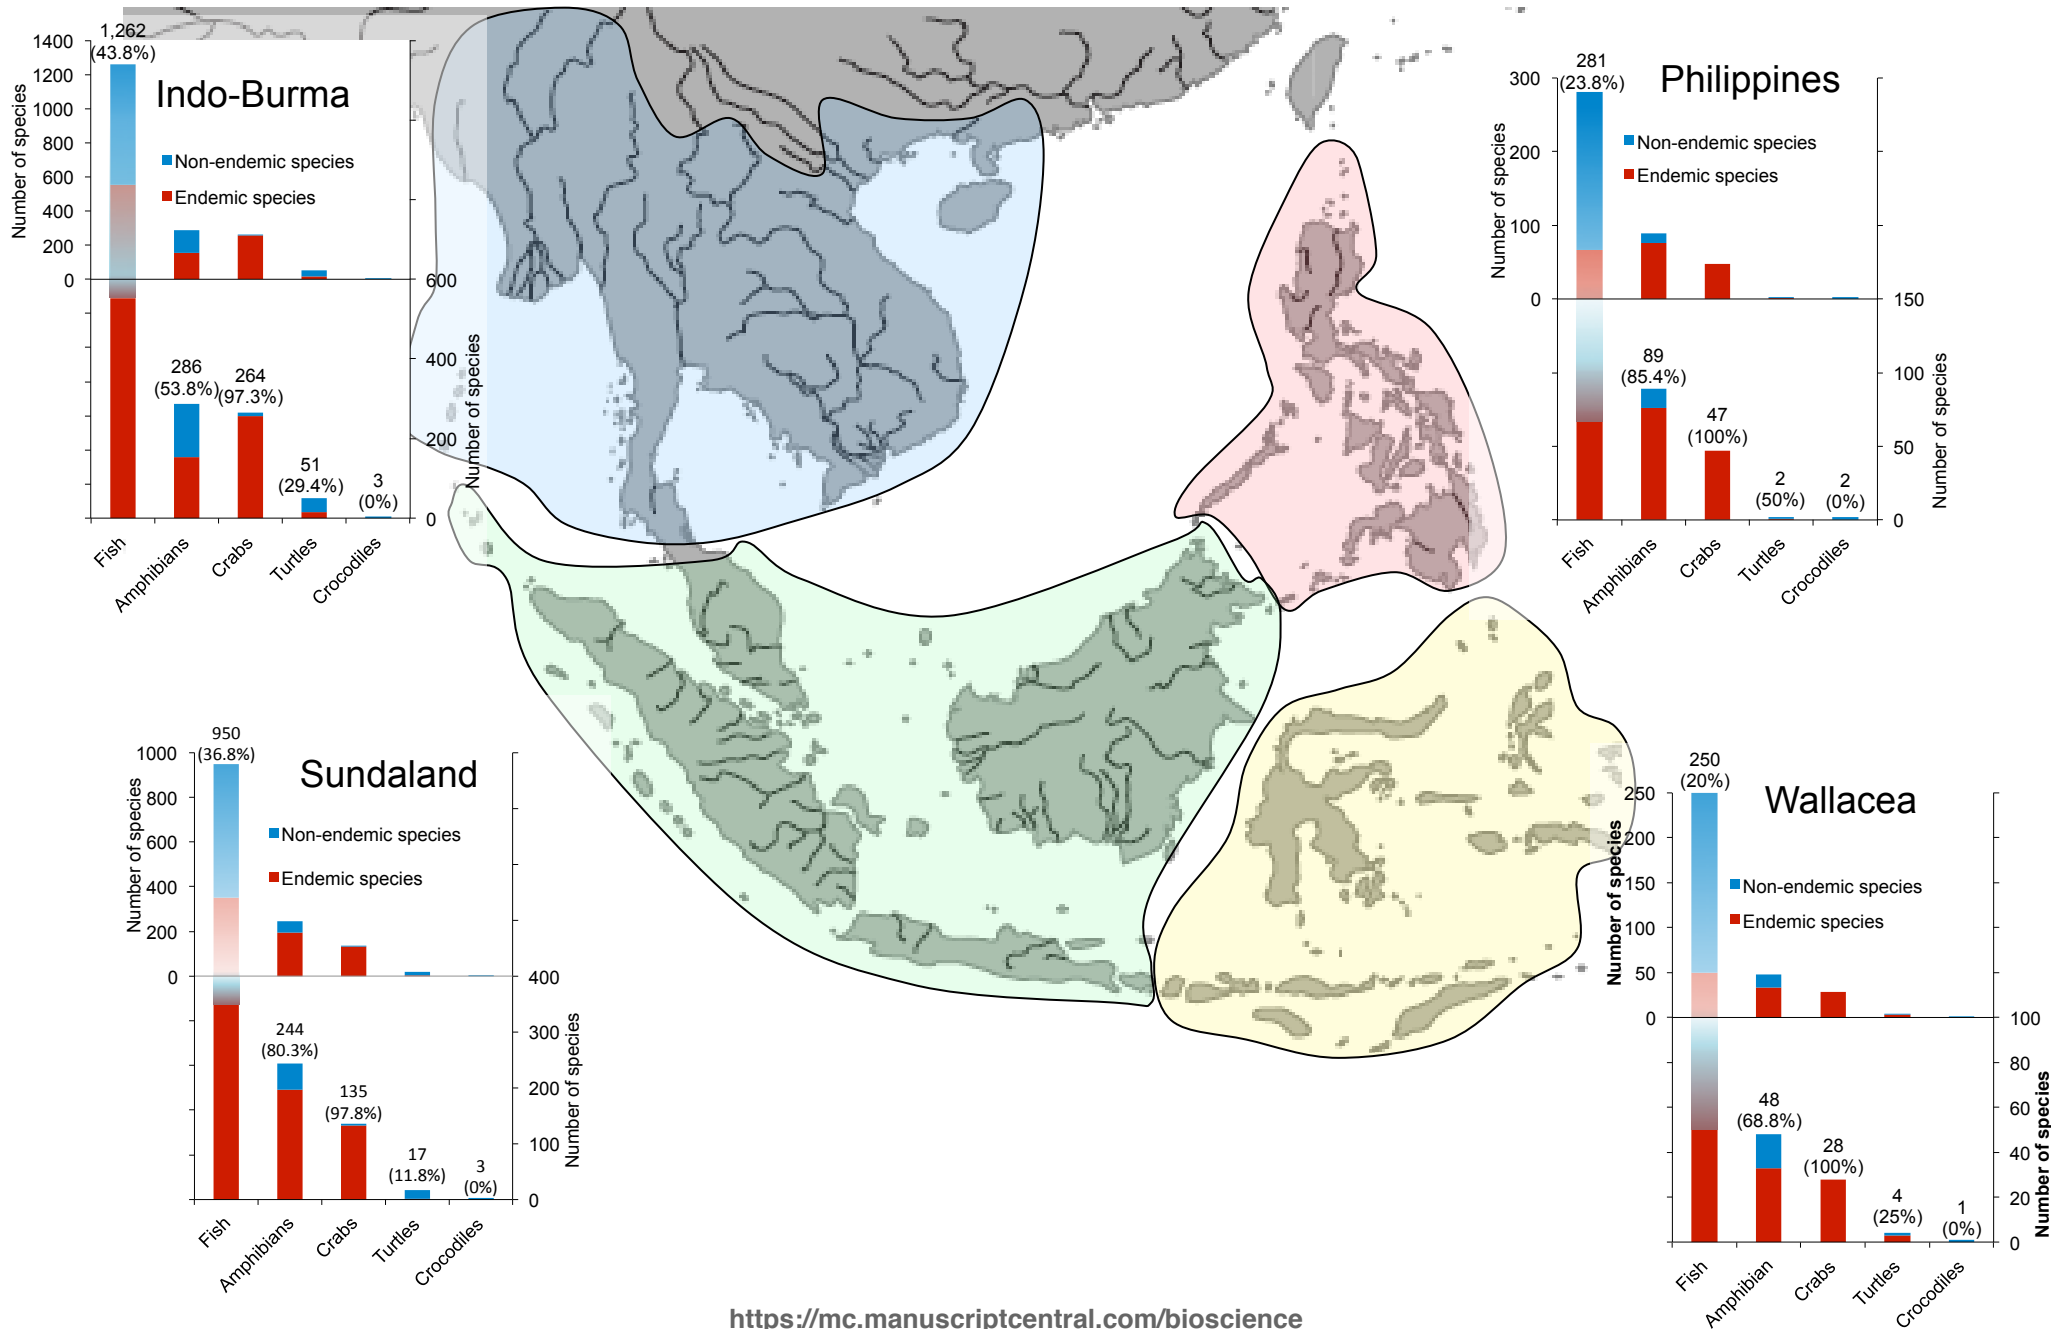 1,262
(43.8%)
Indo-Burma
Non-endemic species
Endemic species
Number of species
1400
1200
1000
800
600
400
200
0
600
400
200
0
Number of species
286
(53.8%)
264
(97.3%)
51
(29.4%)
3
(0%)
Fish
Amphibians
Crabs
Turtles
Crocodiles
281
(23.8%)
Philippines
Non-endemic species
Endemic species
Number of species
300
200
100
0
150
100
50
0
Number of species
89
(85.4%)
47
(100%)
2
(50%)
2
(0%)
Fish
Amphibians
Crabs
Turtles
Crocodiles
950
(36.8%)
Sundaland
Non-endemic species
Endemic species
Number of species
1000
800
600
400
200
0
400
300
200
100
0
Number of species
244
(80.3%)
135
(97.8%)
17
(11.8%)
3
(0%)
Fish
Amphibians
Crabs
Turtles
Crocodiles
250
(20%)
Wallacea
Non-endemic species
Endemic species
Number of species
250
200
150
100
50
0
100
80
60
40
20
0
Number of species
48
(68.8%)
28
(100%)
4
(25%)
1
(0%)
Fish
Amphibian
Crabs
Turtles
Crocodiles
https://mc.manuscriptcentral.com/bioscience